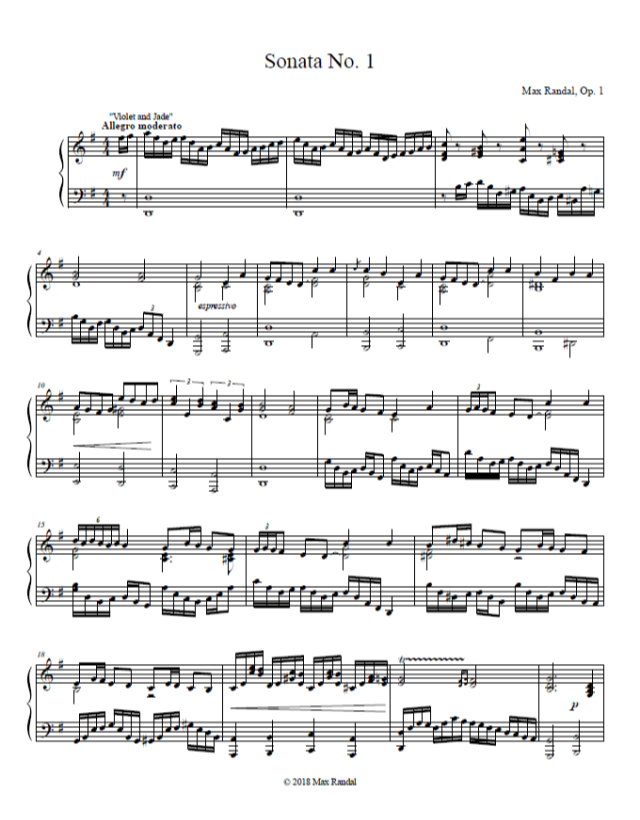 Sonata No. 1
Max Randal, Op. 1
"Violet and Jade"
Allegro moderato
mf
4
3
espressivo
10
3
3
3
15
6
3
18
p
© 2018 Max Randal